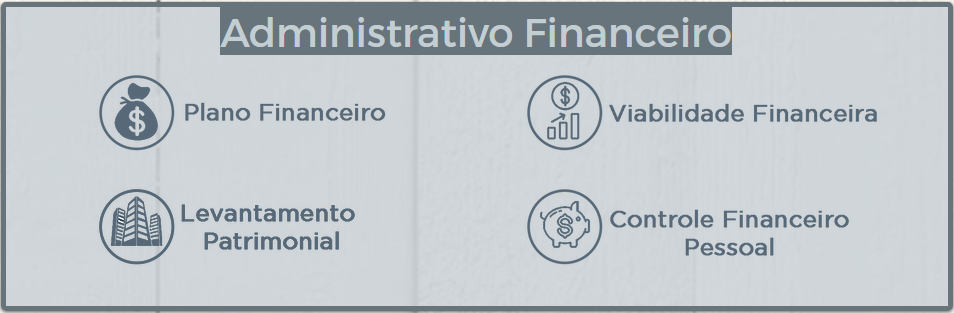 Administrativo Financeiro
Plano Financeiro
Viabilidade Financeira
Levantamento
Patrimonial
Controle Financeiro
Pessoal